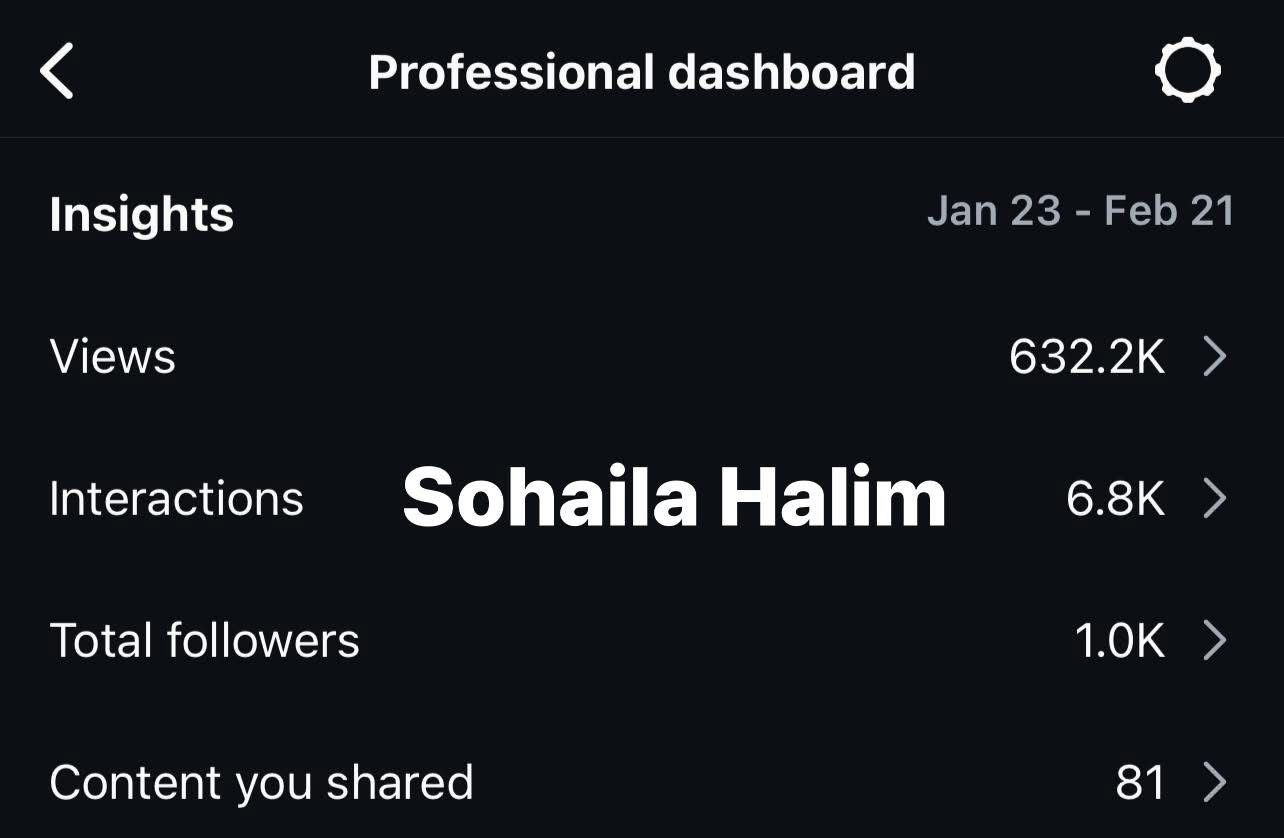 Professional dashboard
Insights Jan 23 - Feb 21
Views 632.2K
Interactions Sohaila Halim 6.8K
Total followers 1.0K
Content you shared 81